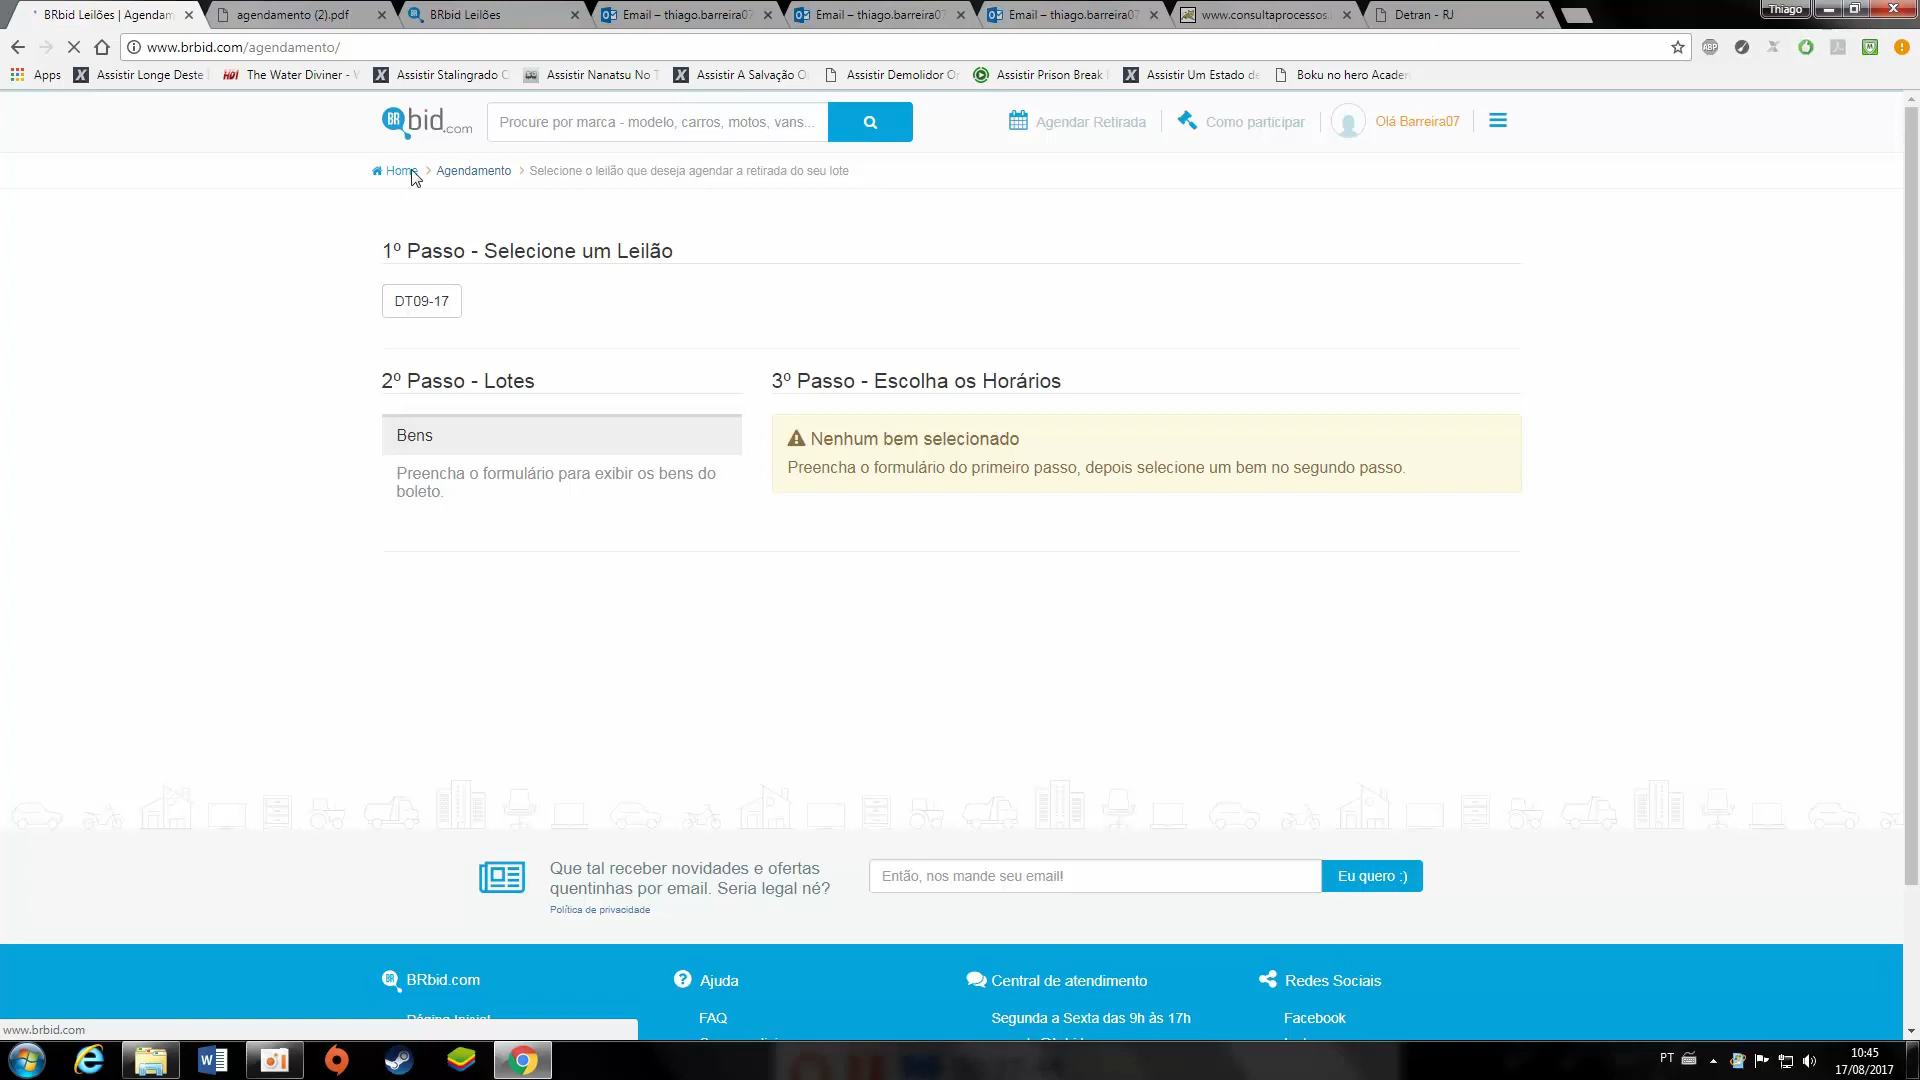 BRbid Leilões | Agendam
agendamento (2).pdf
BRbid Leilões
Email – thiago.barreira07
Email – thiago.barreira07
Email – thiago.barreira07
www.consultaprocessos.
Detran - RJ
Thiago
www.brbid.com/agendamento/
ABP
Apps
Assistir Longe Deste
HD!
The Water Diviner -
Assistir Stalingrado
Assistir Nanatsu No
Assistir A Salvação
Assistir Demolidor
Assistir Prison Break
Assistir Um Estado de
Boku no hero Academ
BRbid.com
Procure por marca - modelo, carros, motos, vans...
Agendar Retirada
Como participar
Olá Barreira07
Home
Agendamento
Selecione o leilão que deseja agendar a retirada do seu lote
1º Passo - Selecione um Leilão
DT09-17
2º Passo - Lotes
3º Passo - Escolha os Horários
Bens
Preencha o formulário para exibir os bens do
boleto.
Nenhum bem selecionado
Preencha o formulário do primeiro passo, depois selecione um bem no segundo passo.
Que tal receber novidades e ofertas
quentinhas por email. Seria legal né?
Política de privacidade
Então, nos mande seu email!
Eu quero :)
BRbid.com
Ajuda
Central de atendimento
Redes Sociais
Página Inicial
FAQ
Segunda a Sexta das 9h às 17h
Facebook
www.brbid.com
PT
10:45
17/08/2017